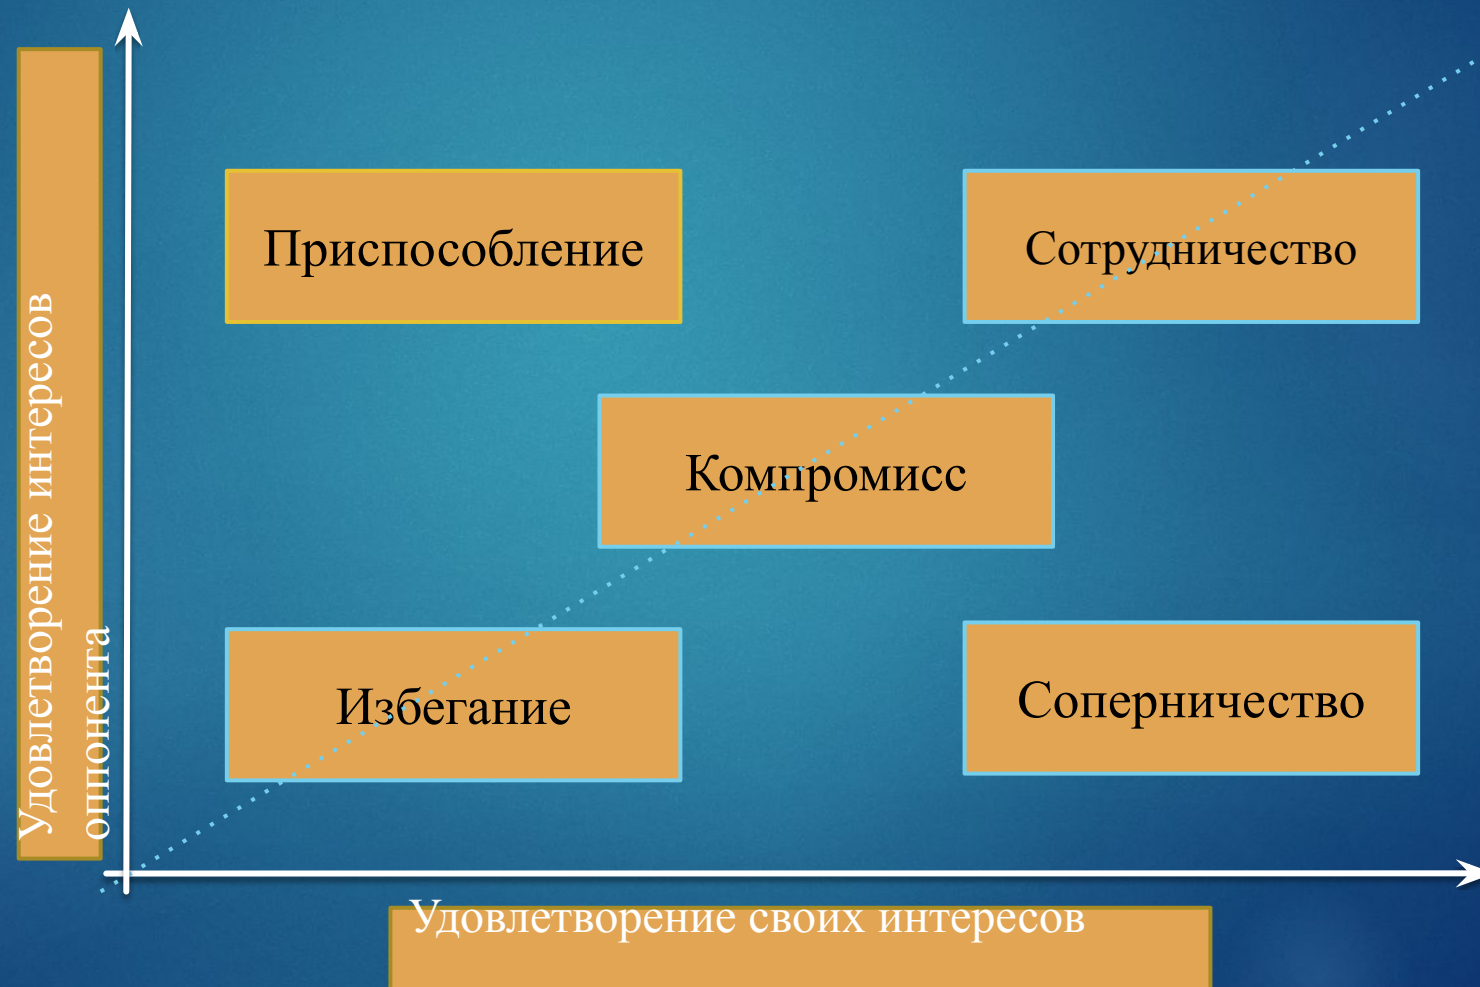 Удовлетворение интересов
оппонента
Приспособление
Сотрудничество
Компромисс
Избегание
Соперничество
Удовлетворение своих интересов